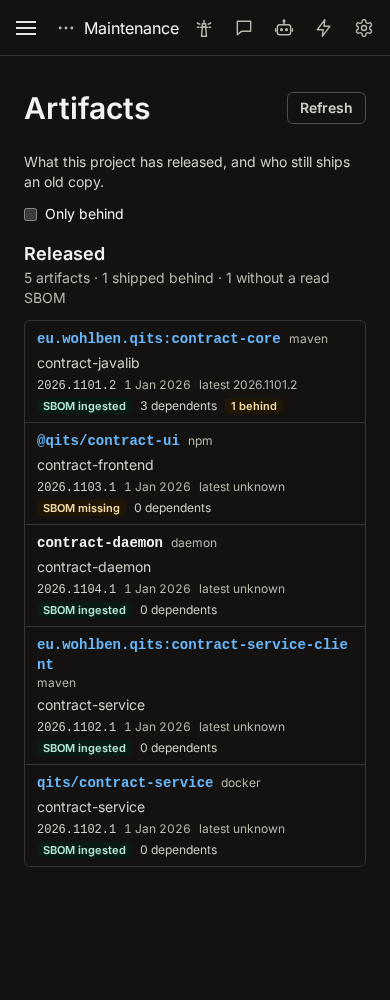 Maintenance
Artifacts
Refresh
What this project has released, and who still ships
an old copy.
Only behind
Released
5 artifacts · 1 shipped behind · 1 without a read
SBOM
eu.wohlben.qits:contract-core maven
contract-javalib
2026.1101.2 1 Jan 2026 latest 2026.1101.2
SBOM ingested 3 dependents 1 behind
@qits/contract-ui npm
contract-frontend
2026.1103.1 1 Jan 2026 latest unknown
SBOM missing 0 dependents
contract-daemon daemon
contract-daemon
2026.1104.1 1 Jan 2026 latest unknown
SBOM ingested 0 dependents
eu.wohlben.qits:contract-service-clie
nt
maven
contract-service
2026.1102.1 1 Jan 2026 latest unknown
SBOM ingested 0 dependents
qits/contract-service docker
contract-service
2026.1102.1 1 Jan 2026 latest unknown
SBOM ingested 0 dependents